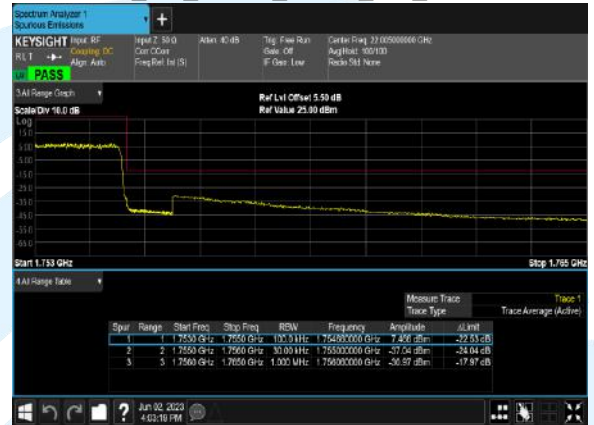 Spectrum Analyzer 1
Spurious Emissions
+
KEYSIGHT Input: RF
Coupling: DC
Align: Auto
Input Z: 50 Ω
Corr CCorr
Freq Ref: Int (S)
Atten: 40 dB
Trig: Free Run
Gate: Off
IF Gain: Low
Center Freq: 22.005000000 GHz
Avg|Hold: 100/100
Radio Std: None
RLT
PASS
3 All Range Graph
Scale/Div 10.0 dB
Ref Lvl Offset 5.50 dB
Ref Value 25.00 dBm
Log
15.0
5.00
-5.00
-15.0
-25.0
-35.0
-45.0
-55.0
-65.0
Start 1.753 GHz
Stop 1.765 GHz
4 All Range Table
Measure Trace Trace 1
Trace Type Trace Average (Active)
Spur Range Start Freq Stop Freq RBW Frequency Amplitude ΔLimit
1 1 1.7530 GHz 1.7550 GHz 100.0 kHz 1.754880000 GHz 7.466 dBm -22.53 dB
2 2 1.7550 GHz 1.7560 GHz 30.00 kHz 1.755000000 GHz -37.04 dBm -24.04 dB
3 3 1.7560 GHz 1.7650 GHz 1.000 MHz 1.756080000 GHz -30.97 dBm -17.97 dB
?
Jun 02, 2023
4:03:19 PM